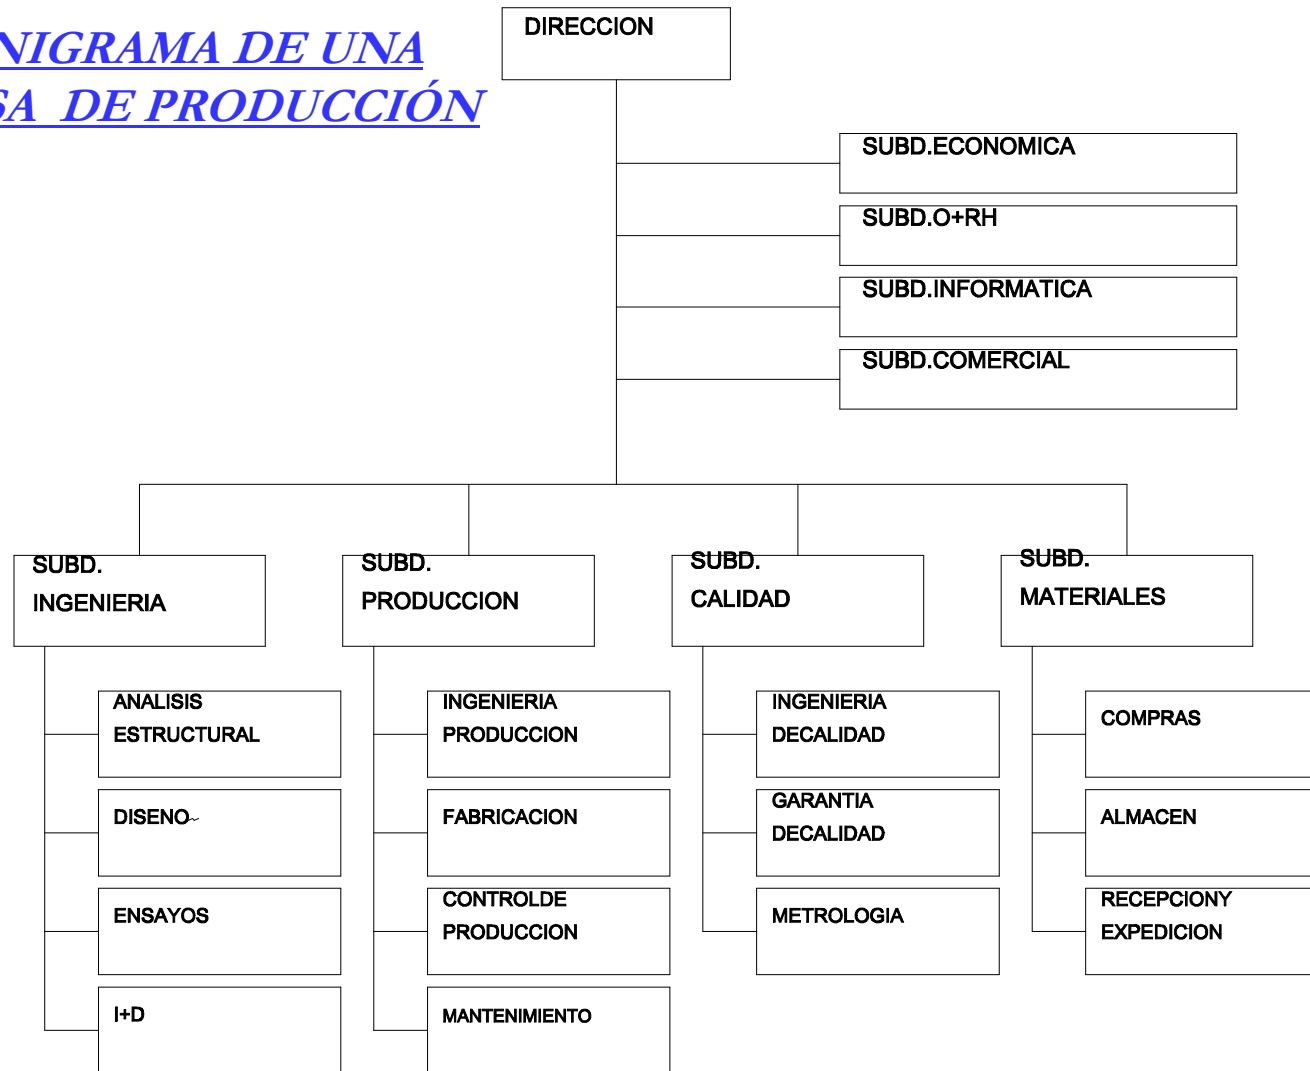 NIGRAMA DE UNA
SA DE PRODUCCIÓN
DIRECCION
SUBD.ECONOMICA
SUBD.O+RH
SUBD.INFORMATICA
SUBD.COMERCIAL
SUBD.
INGENIERIA
SUBD.
PRODUCCION
SUBD.
CALIDAD
SUBD.
MATERIALES
ANALISIS
ESTRUCTURAL
DISENO~
ENSAYOS
I+D
INGENIERIA
PRODUCCION
FABRICACION
CONTROLDE
PRODUCCION
MANTENIMIENTO
INGENIERIA
DECALIDAD
GARANTIA
DECALIDAD
METROLOGIA
COMPRAS
ALMACEN
RECEPCIONY
EXPEDICION